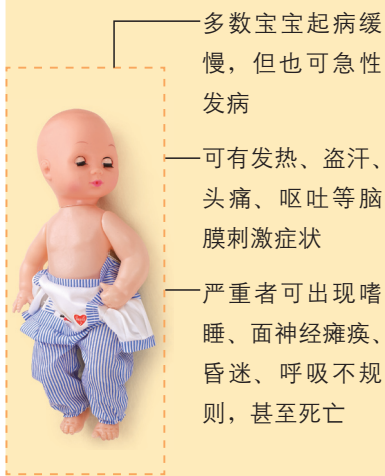 多数宝宝起病缓
慢，但也可急性
发病
可有发热、盗汗、
头痛、呕吐等脑
膜刺激症状
严重者可出现嗜
睡、面神经瘫痪、
昏迷、呼吸不规
则，甚至死亡